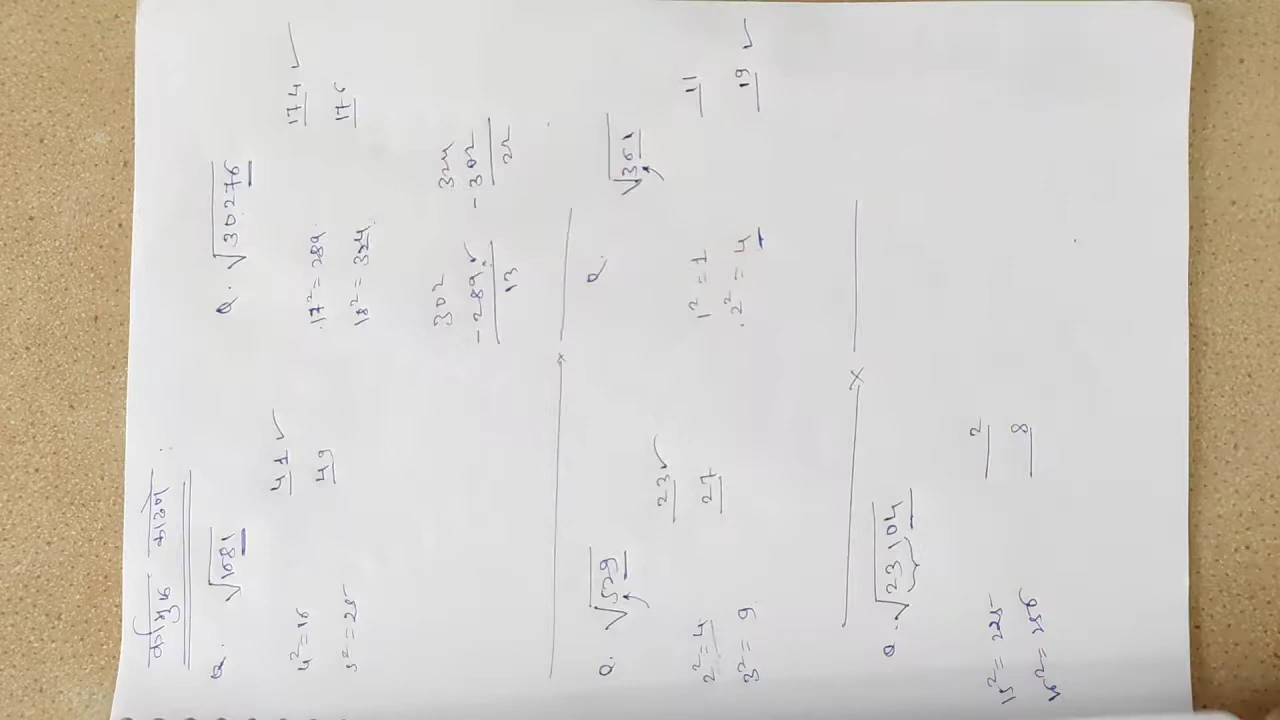 वर्गमुळ काढणे
Q. √1681
4² = 16 41 ✓
5² = 25 49
Q. √30276
17² = 289 174 ✓
18² = 324 176
302 324
- 289 ✓ - 302
13 22
Q. √529
2² = 4 23 ✓
3² = 9 27
Q. √361
1² = 1 11
2² = 4 19 ✓
Q. √23104
15² = 225 2
16² = 256 8